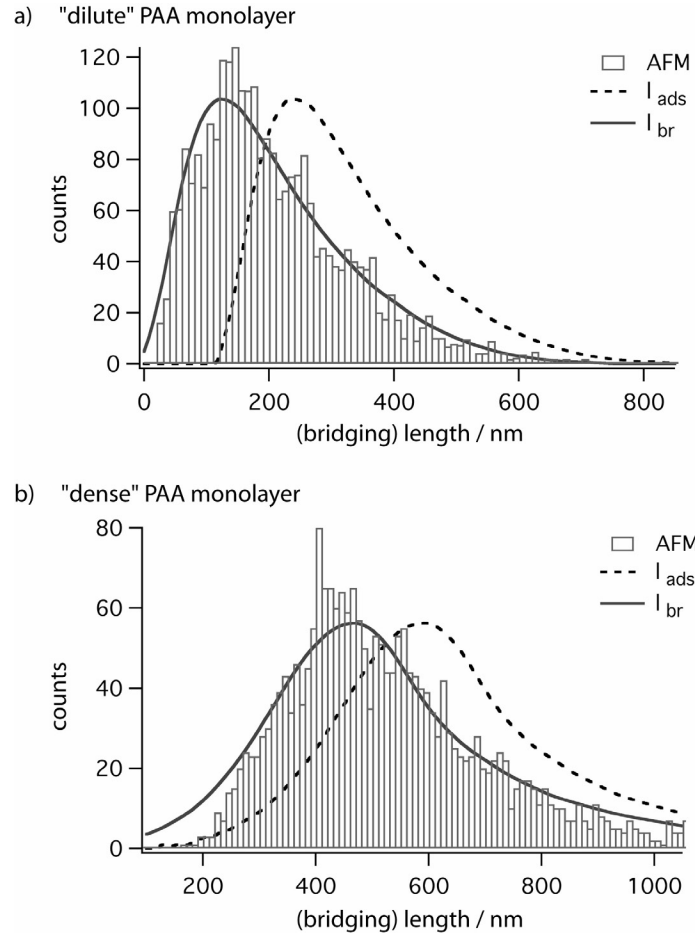 a) "dilute" PAA monolayer
120
100
80
60
40
20
0
counts
AFM
l ads
l br
0 200 400 600 800
(bridging) length / nm
b) "dense" PAA monolayer
80
60
40
20
0
counts
AFM
l ads
l br
200 400 600 800 1000
(bridging) length / nm